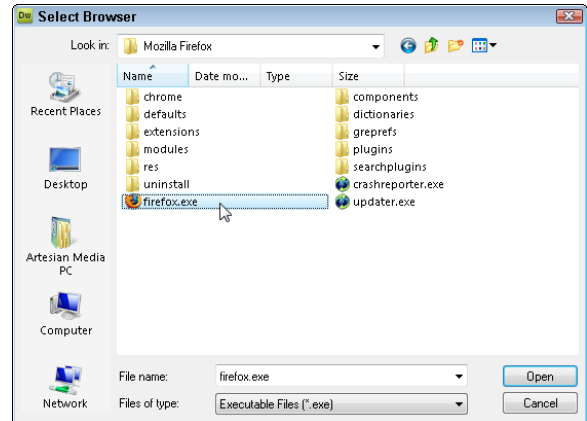 Dw Select Browser
Look in: Mozilla Firefox
Name Date mo... Type Size
Recent Places
Desktop
Artesian Media
PC
Computer
Network
chrome components
defaults dictionaries
extensions greprefs
modules plugins
res searchplugins
uninstall crashreporter.exe
firefox.exe updater.exe
File name: firefox.exe Open
Files of type: Executable Files (*.exe) Cancel